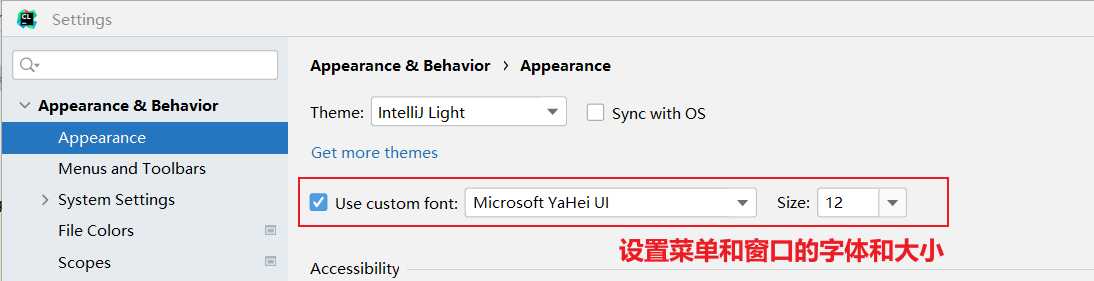 CL
Settings
Appearance & Behavior
Appearance
Menus and Toolbars
System Settings
File Colors
Scopes
Appearance & Behavior › Appearance
Theme: IntelliJ Light Sync with OS
Get more themes
Use custom font: Microsoft YaHei UI Size: 12
设置菜单和窗口的字体和大小
Accessibility